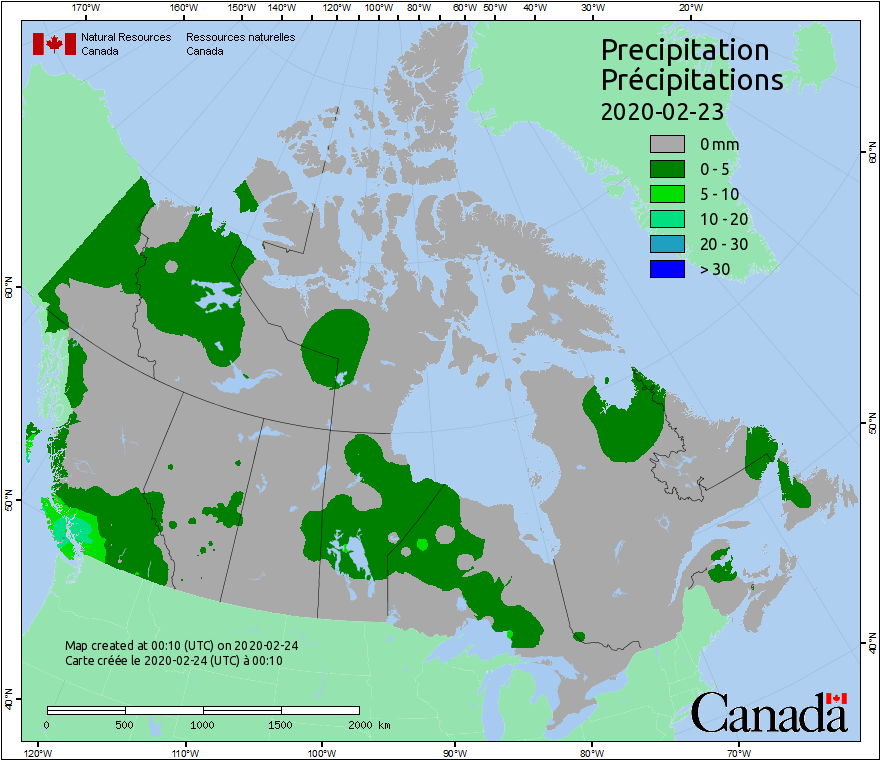 170°W 160°W 150°W 140°W 120°W 100°W 80°W 60°W 50°W 40°W 30°W 20°W
Natural Resources Ressources naturelles
Canada Canada
Precipitation
Précipitations
2020-02-23
0 mm
0 - 5
5 - 10
10 - 20
20 - 30
> 30
60°N
60°N
50°N
50°N
40°N
40°N
Map created at 00:10 (UTC) on 2020-02-24
Carte créée le 2020-02-24 (UTC) à 00:10
0 500 1000 1500 2000 km
Canada
120°W 110°W 100°W 90°W 80°W 70°W